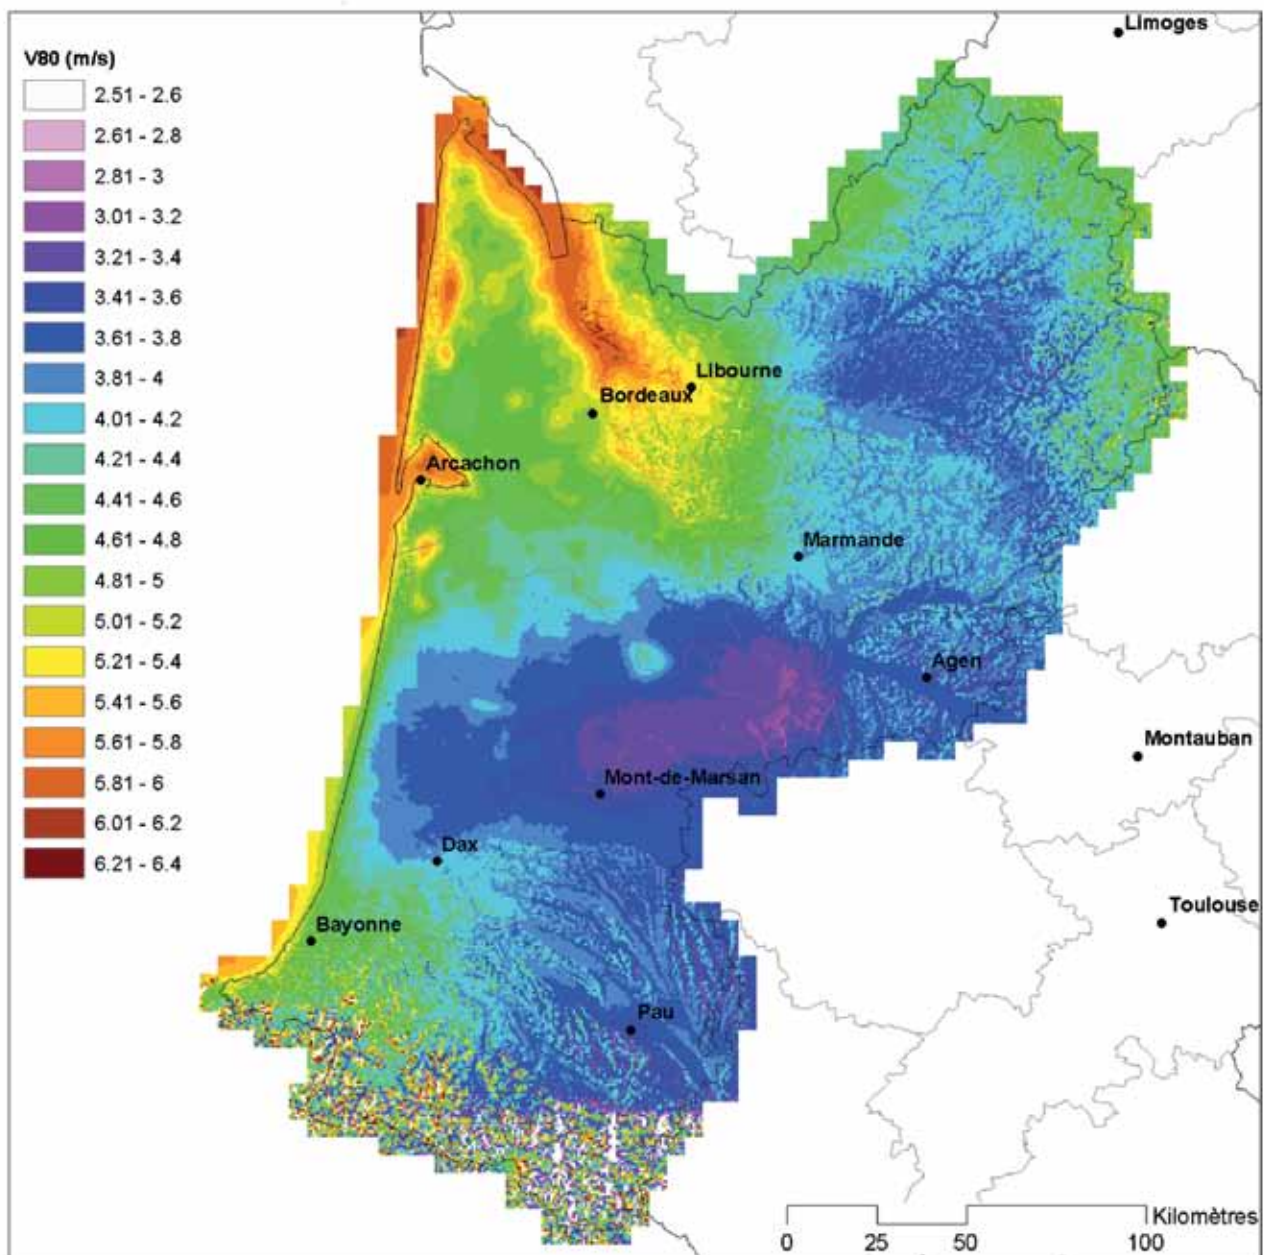 Limoges
V80 (m/s)
2.51 - 2.6
2.61 - 2.8
2.81 - 3
3.01 - 3.2
3.21 - 3.4
3.41 - 3.6
3.61 - 3.8
3.81 - 4
4.01 - 4.2
4.21 - 4.4
4.41 - 4.6
4.61 - 4.8
4.81 - 5
5.01 - 5.2
5.21 - 5.4
5.41 - 5.6
5.61 - 5.8
5.81 - 6
6.01 - 6.2
6.21 - 6.4
Libourne
Bordeaux
Arcachon
Marmande
Agen
Montauban
Mont-de-Marsan
Dax
Toulouse
Bayonne
Pau
Kilomètres
0 25 50 100